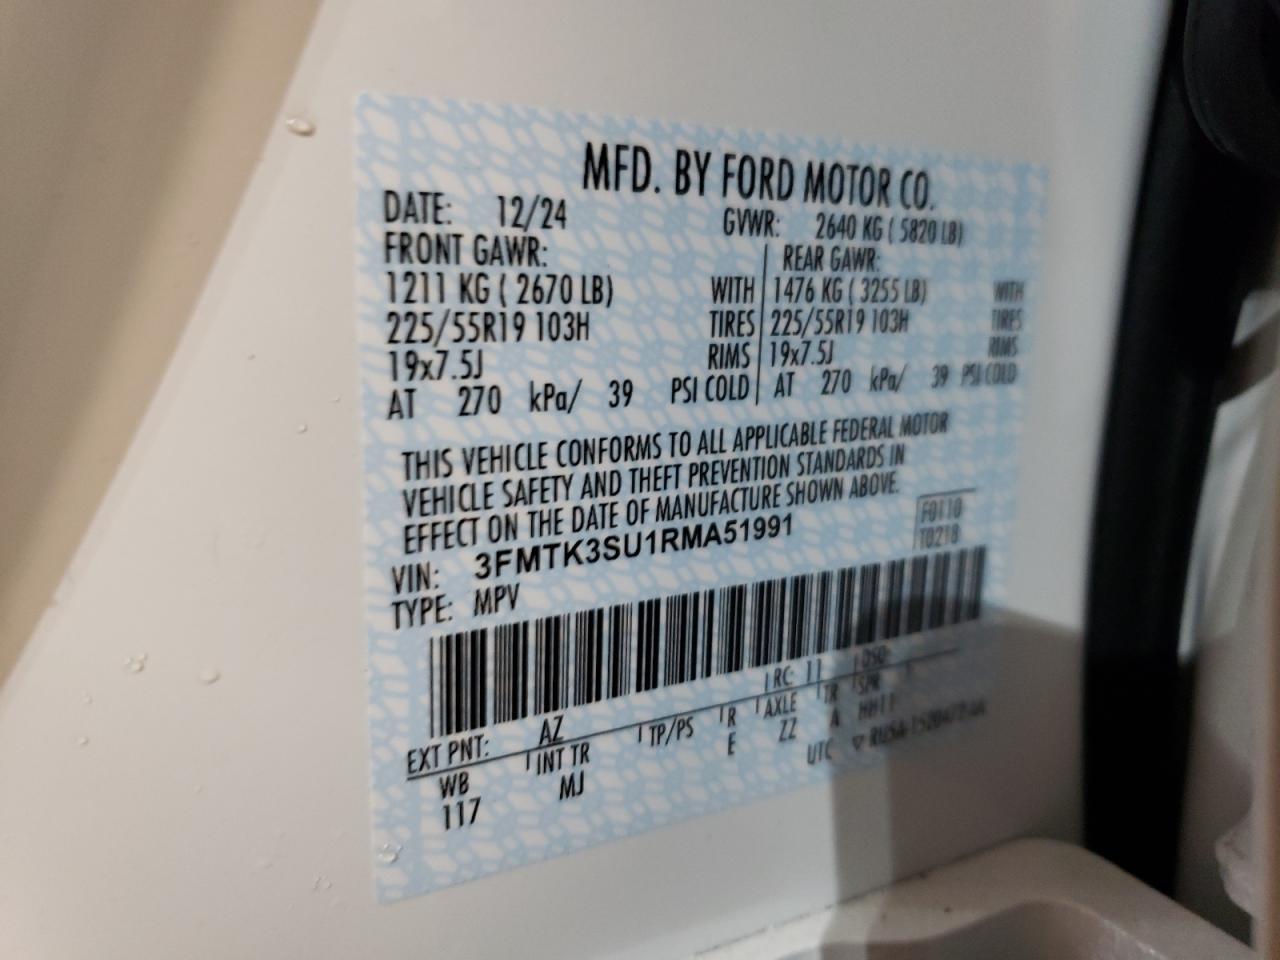 MFD. BY FORD MOTOR CO.
DATE: 12/24 GVWR: 2640 KG ( 5820 LB)
FRONT GAWR: REAR GAWR:
1211 KG ( 2670 LB) WITH 1476 KG ( 3255 LB) WITH
225/55R19 103H TIRES 225/55R19 103H TIRES
19x7.5J RIMS 19x7.5J RIMS
AT 270 kPa/ 39 PSI COLD AT 270 kPa/ 39 PSI COLD
THIS VEHICLE CONFORMS TO ALL APPLICABLE FEDERAL MOTOR
VEHICLE SAFETY AND THEFT PREVENTION STANDARDS IN
EFFECT ON THE DATE OF MANUFACTURE SHOWN ABOVE.
F0110
T0218
VIN: 3FMTK3SU1RMA51991
TYPE: MPV
EXT PNT: AZ RC: 11 DSO:
WB INT TR TP/PS R AXLE TR SPR
117 MJ E ZZ A HH11
UTC